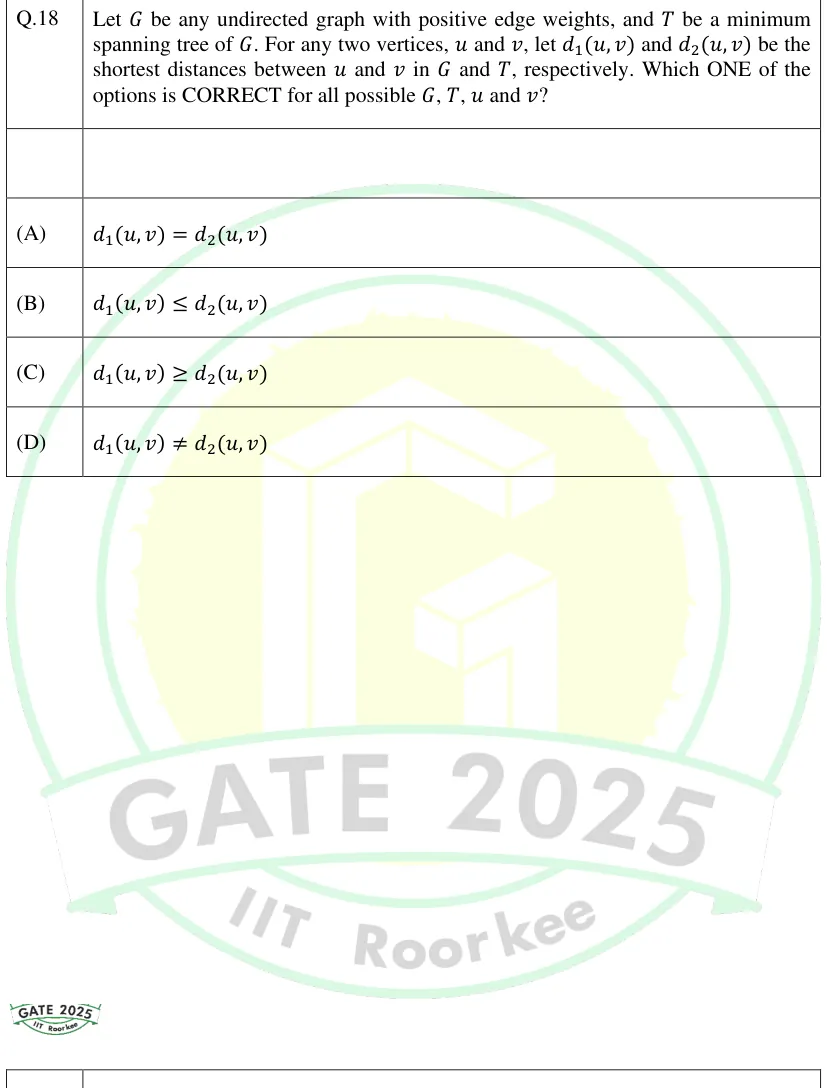 Q.18 Let 𝐺 be any undirected graph with positive edge weights, and 𝑇 be a minimum
spanning tree of 𝐺. For any two vertices, 𝑢 and 𝑣, let 𝑑₁(𝑢, 𝑣) and 𝑑₂(𝑢, 𝑣) be the
shortest distances between 𝑢 and 𝑣 in 𝐺 and 𝑇, respectively. Which ONE of the
options is CORRECT for all possible 𝐺, 𝑇, 𝑢 and 𝑣?
(A) 𝑑₁(𝑢, 𝑣) = 𝑑₂(𝑢, 𝑣)
(B) 𝑑₁(𝑢, 𝑣) ≤ 𝑑₂(𝑢, 𝑣)
(C) 𝑑₁(𝑢, 𝑣) ≥ 𝑑₂(𝑢, 𝑣)
(D) 𝑑₁(𝑢, 𝑣) ≠ 𝑑₂(𝑢, 𝑣)
GATE 2025
IIT Roorkee
GATE 2025
IIT Roorkee